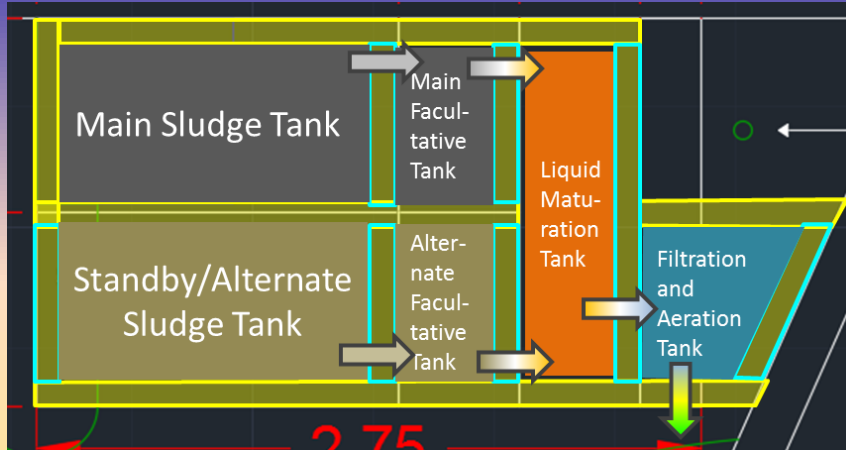 Main Sludge Tank
Main
Facul-
tative
Tank
Liquid
Matu-
ration
Tank
Standby/Alternate
Sludge Tank
Alter-
nate
Facul-
tative
Tank
Filtration
and
Aeration
Tank
2.75